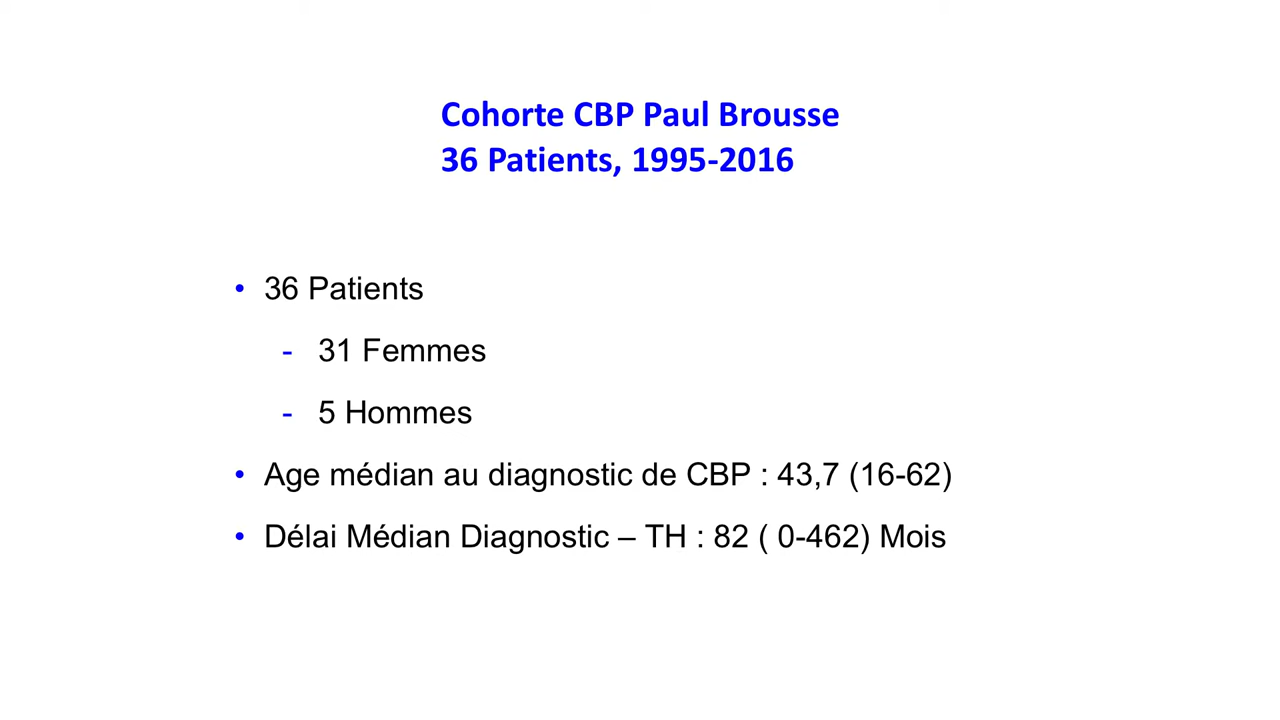 Cohorte CBP Paul Brousse
36 Patients, 1995-2016
• 36 Patients
- 31 Femmes
- 5 Hommes
• Age médian au diagnostic de CBP : 43,7 (16-62)
• Délai Médian Diagnostic – TH : 82 ( 0-462) Mois